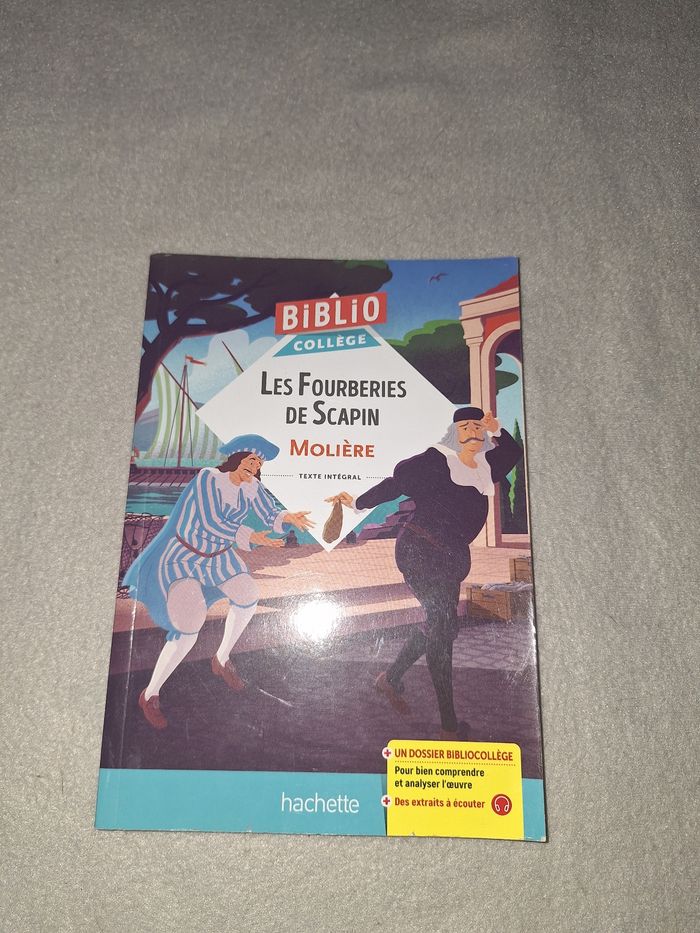 BiBLiO
COLLÈGE
LES FOURBERIES
DE SCAPIN
MOLIÈRE
TEXTE INTÉGRAL
+ UN DOSSIER BIBLIOCOLLÈGE
Pour bien comprendre
et analyser l'œuvre
+ Des extraits à écouter
hachette